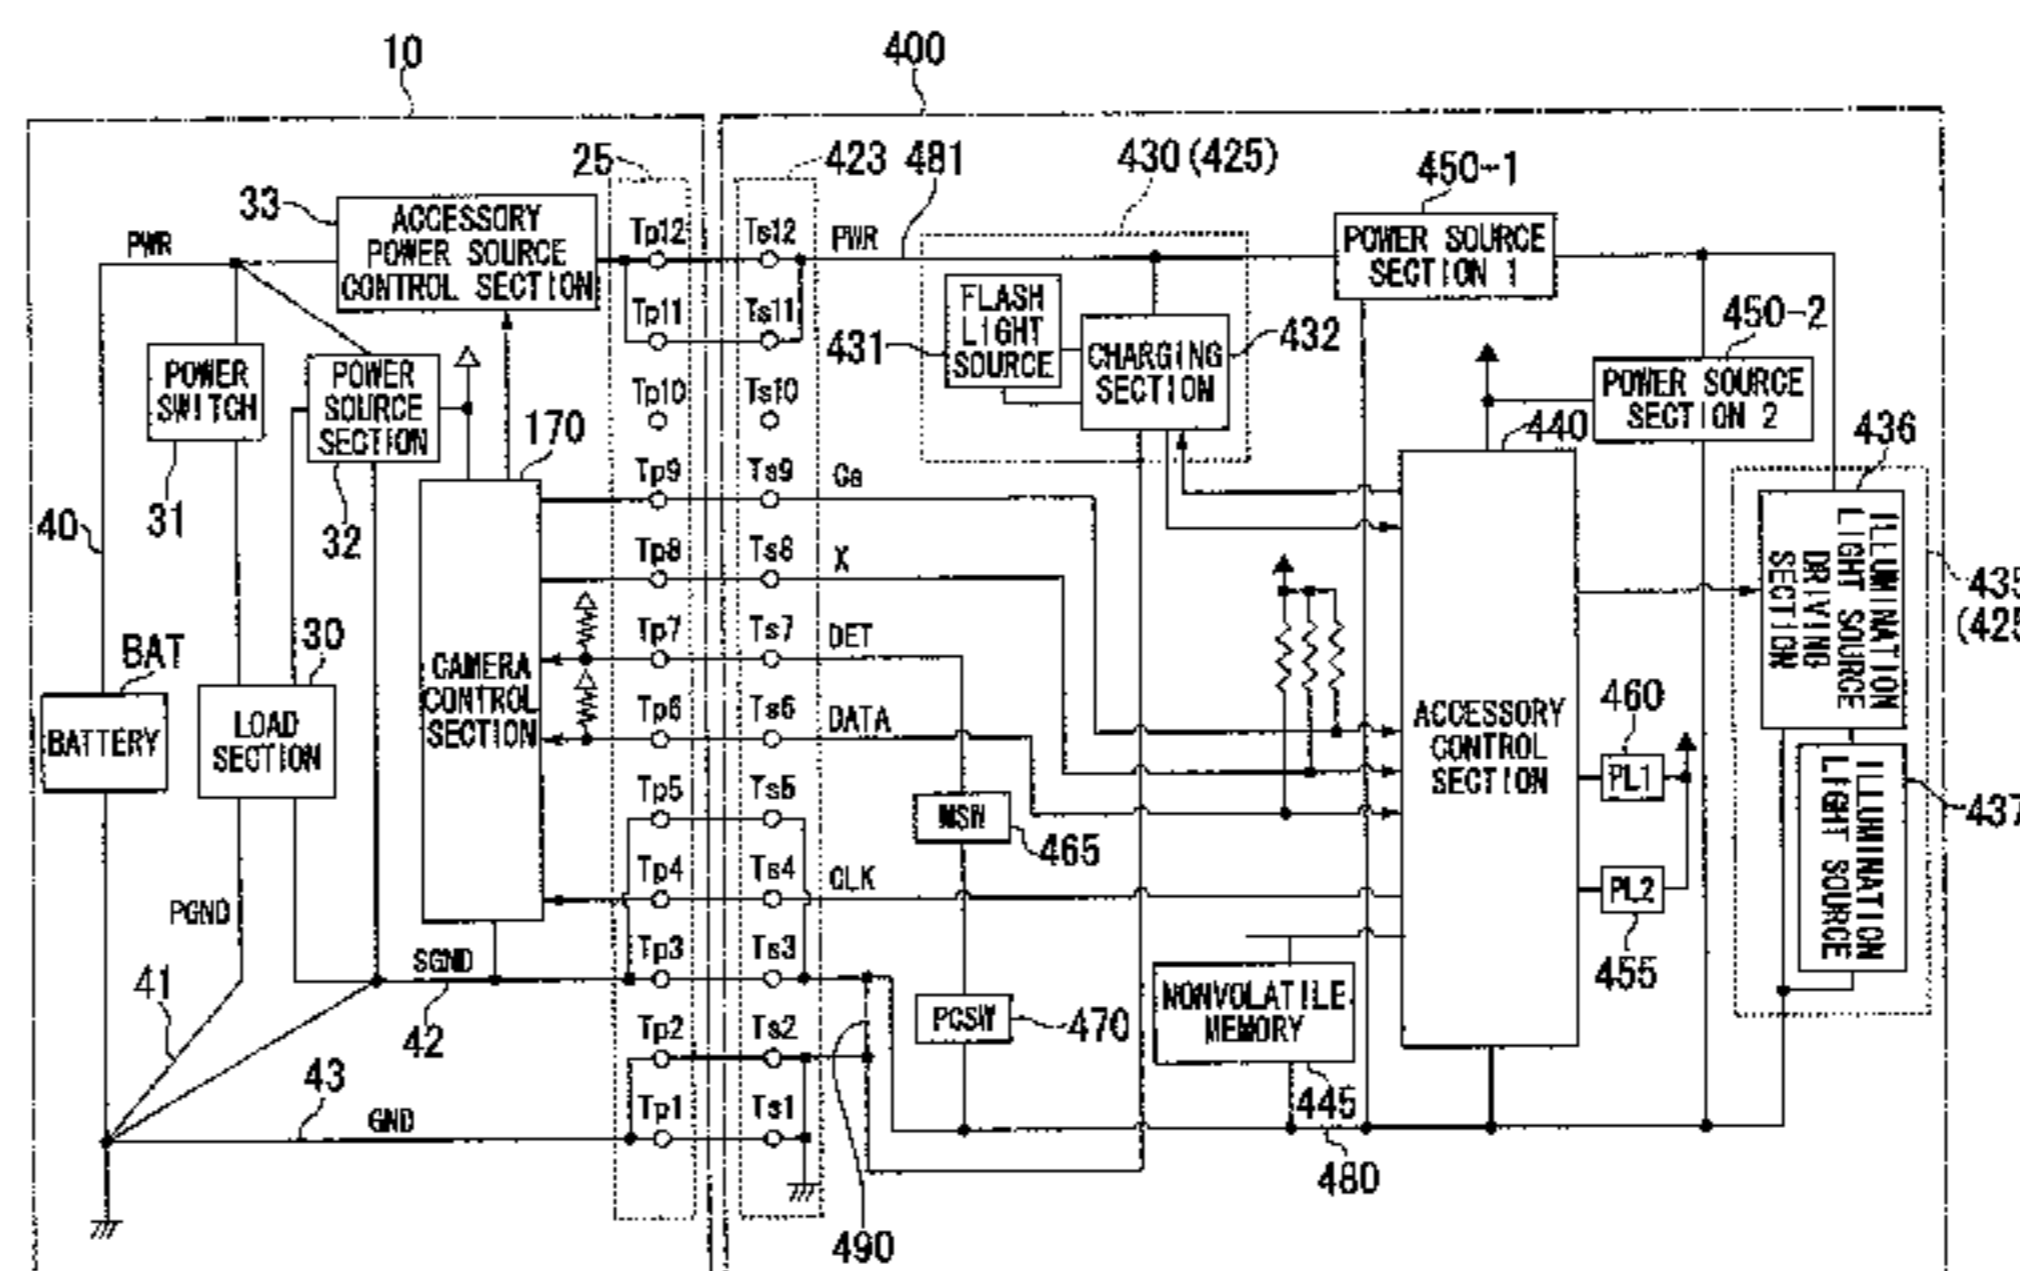 10
400
25
423
481
430 (425)
450-1
33
ACCESSORY
POWER SOURCE
CONTROL SECTION
PWR
Tp12
Ts12
PWR
POWER SOURCE
SECTION 1
FLASH
LIGHT
SOURCE
431
CHARGING
SECTION
432
450-2
Tp11
Ts11
POWER
SWITCH
POWER
SOURCE
SECTION
POWER SOURCE
SECTION 2
Tp10
Ts10
170
440
436
31
32
40
Tp9
Ts9
Cs
Tp8
Ts8
X
ILLUMINATION
LIGHT SOURCE
DRIVING
SECTION
435
(425
Tp7
Ts7
DET
30
BAT
CAMERA
CONTROL
SECTION
BATTERY
LOAD
SECTION
Tp6
Ts6
DATA
ACCESSORY
CONTROL
SECTION
460
PL1
ILLUMINATION
LIGHT SOURCE
437
Tp5
Ts5
MSW
465
Tp4
Ts4
CLK
PL2
455
PGND
SGND
Tp3
Ts3
41
42
NONVOLATILE
MEMORY
PCSW
470
Tp2
Ts2
43
445
GND
Tp1
Ts1
480
490